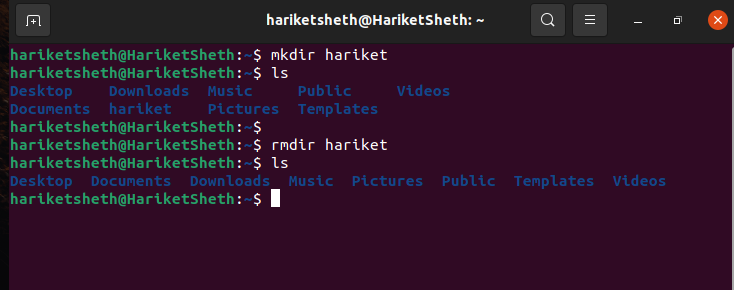 hariketsheth@HariketSheth: ~
hariketsheth@HariketSheth:~$ mkdir hariket
hariketsheth@HariketSheth:~$ ls
Desktop    Downloads  Music     Public     Videos
Documents  hariket    Pictures  Templates
hariketsheth@HariketSheth:~$
hariketsheth@HariketSheth:~$ rmdir hariket
hariketsheth@HariketSheth:~$ ls
Desktop  Documents  Downloads  Music  Pictures  Public  Templates  Videos
hariketsheth@HariketSheth:~$